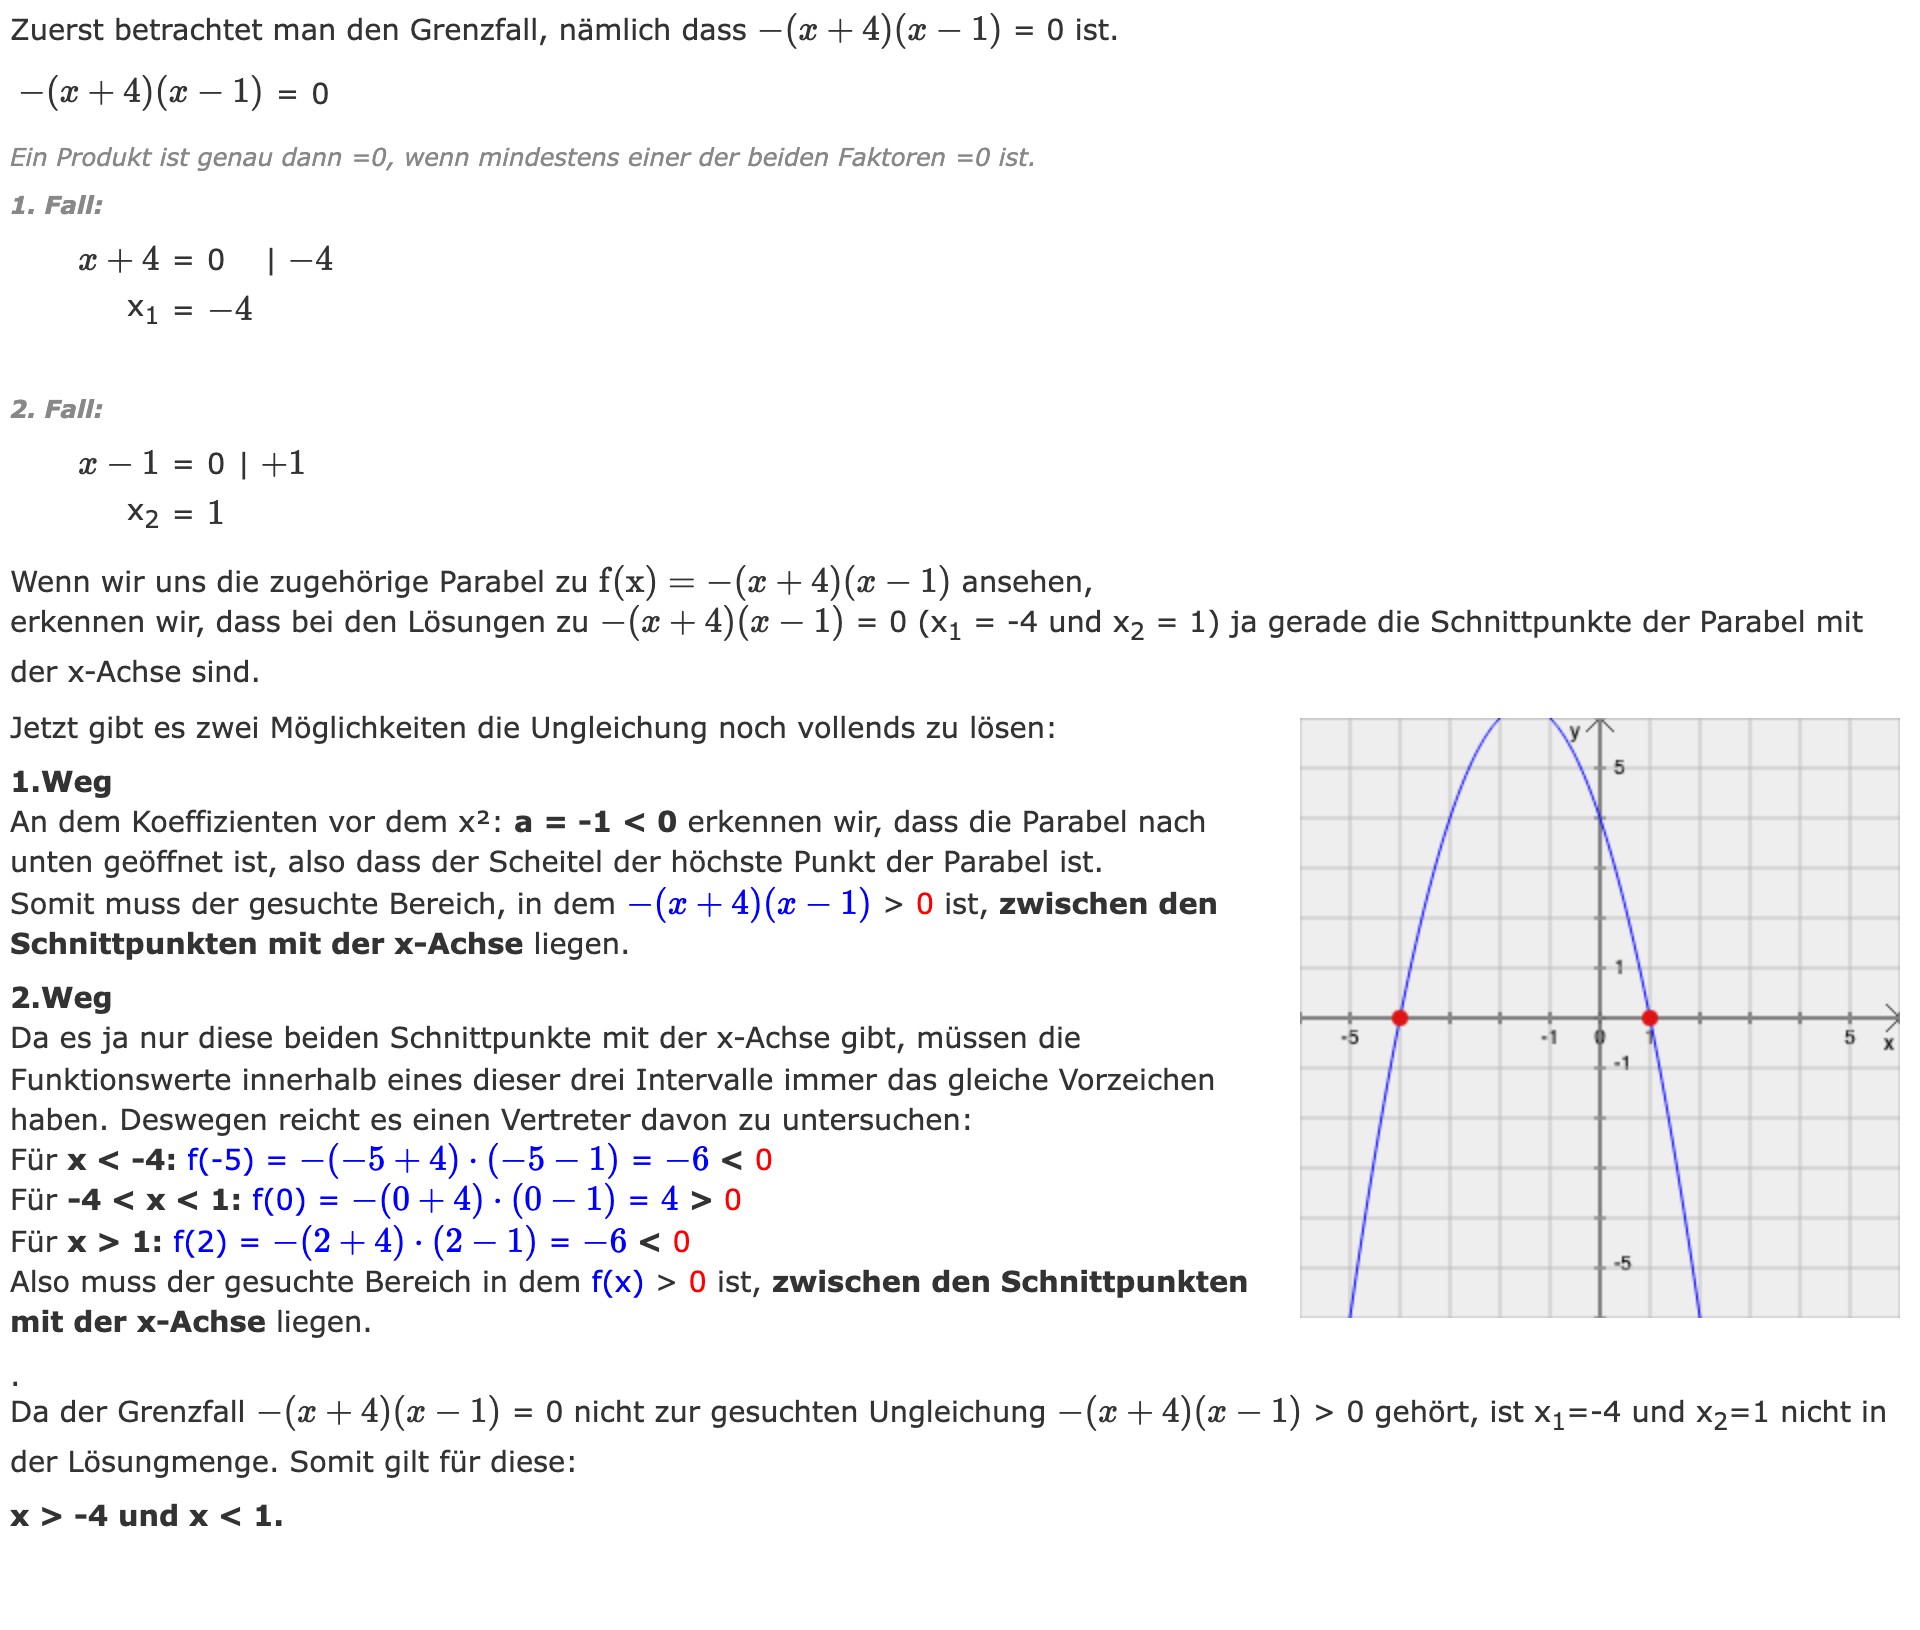 Zuerst betrachtet man den Grenzfall, nämlich dass −(x + 4)(x − 1) = 0 ist.
−(x + 4)(x − 1) = 0
Ein Produkt ist genau dann =0, wenn mindestens einer der beiden Faktoren =0 ist.
1. Fall:
x + 4 = 0 | −4
x₁ = −4
2. Fall:
x − 1 = 0 | +1
x₂ = 1
Wenn wir uns die zugehörige Parabel zu f(x) = −(x + 4)(x − 1) ansehen,
erkennen wir, dass bei den Lösungen zu −(x + 4)(x − 1) = 0 (x₁ = -4 und x₂ = 1) ja gerade die Schnittpunkte der Parabel mit
der x-Achse sind.
Jetzt gibt es zwei Möglichkeiten die Ungleichung noch vollends zu lösen:
1.Weg
An dem Koeffizienten vor dem x²: a = -1 < 0 erkennen wir, dass die Parabel nach
unten geöffnet ist, also dass der Scheitel der höchste Punkt der Parabel ist.
Somit muss der gesuchte Bereich, in dem −(x + 4)(x − 1) > 0 ist, zwischen den
Schnittpunkten mit der x-Achse liegen.
2.Weg
Da es ja nur diese beiden Schnittpunkte mit der x-Achse gibt, müssen die
Funktionswerte innerhalb eines dieser drei Intervalle immer das gleiche Vorzeichen
haben. Deswegen reicht es einen Vertreter davon zu untersuchen:
Für x < -4: f(-5) = −(−5 + 4) · (−5 − 1) = −6 < 0
Für -4 < x < 1: f(0) = −(0 + 4) · (0 − 1) = 4 > 0
Für x > 1: f(2) = −(2 + 4) · (2 − 1) = −6 < 0
Also muss der gesuchte Bereich in dem f(x) > 0 ist, zwischen den Schnittpunkten
mit der x-Achse liegen.
y
5
1
-5 -1 0 1 5 x
-1
-5
.
Da der Grenzfall −(x + 4)(x − 1) = 0 nicht zur gesuchten Ungleichung −(x + 4)(x − 1) > 0 gehört, ist x₁=-4 und x₂=1 nicht in
der Lösungmenge. Somit gilt für diese:
x > -4 und x < 1.